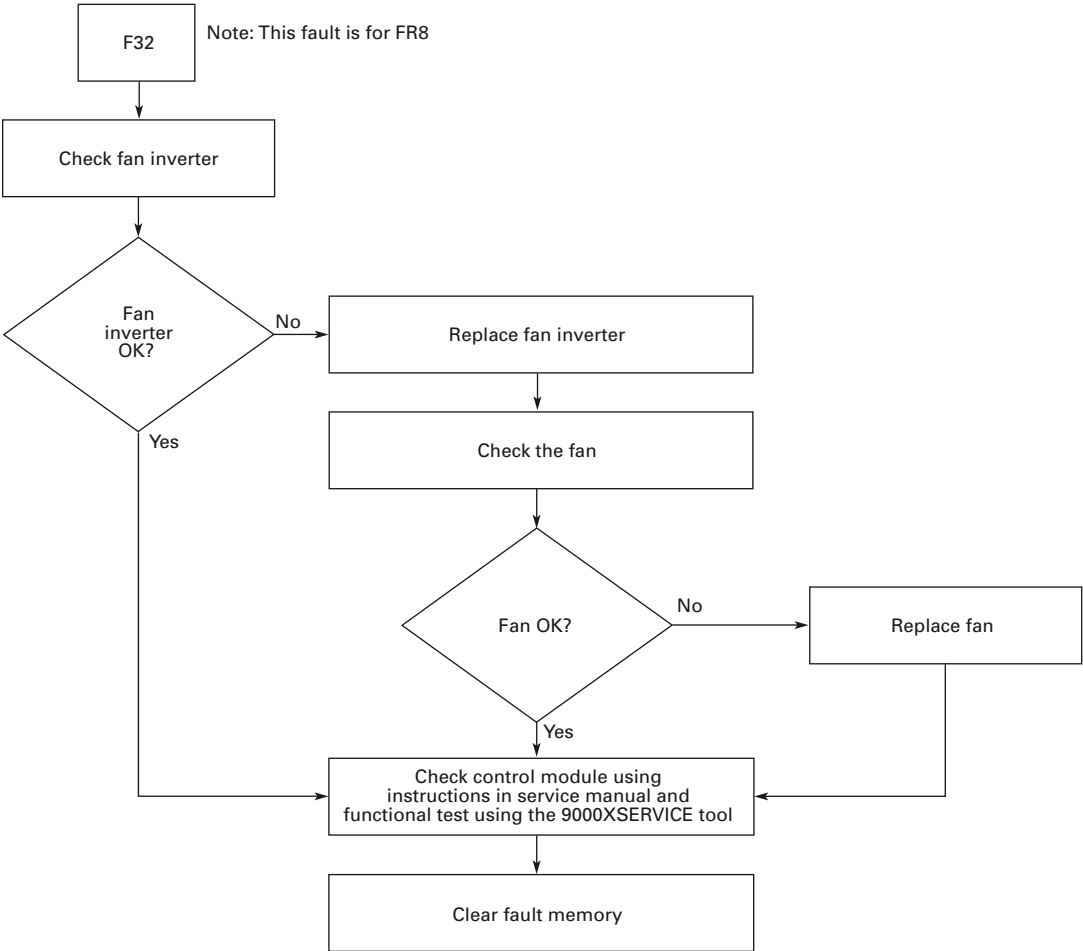 F32
Note: This fault is for FR8
Check fan inverter
Fan
inverter
OK?
No
Replace fan inverter
Yes
Check the fan
Fan OK?
No
Replace fan
Yes
Check control module using
instructions in service manual and
functional test using the 9000XSERVICE tool
Clear fault memory